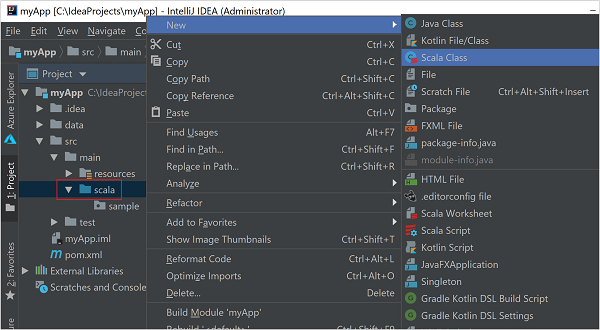 myApp [C:\IdeaProjects\myApp] - IntelliJ IDEA (Administrator)
File Edit View Navigate Co
myApp src main
Project
Azure Explorer
1: Project
2: Favorites
myApp C:\IdeaProjects
.idea
data
src
main
resources
scala
sample
test
myApp.iml
pom.xml
External Libraries
Scratches and Console
New
Cut Ctrl+X
Copy Ctrl+C
Copy Path Ctrl+Shift+C
Copy Reference Ctrl+Alt+Shift+C
Paste Ctrl+V
Find Usages Alt+F7
Find in Path... Ctrl+Shift+F
Replace in Path... Ctrl+Shift+R
Analyze
Refactor
Add to Favorites
Show Image Thumbnails Ctrl+Shift+T
Reformat Code Ctrl+Alt+L
Optimize Imports Ctrl+Alt+O
Delete... Delete
Build Module 'myApp'
Rebuild '<default>' Ctrl+Shift+F9
Java Class
Kotlin File/Class
Scala Class
File
Scratch File Ctrl+Alt+Shift+Insert
Package
FXML File
package-info.java
module-info.java
HTML File
.editorconfig file
Scala Worksheet
Scala Script
Kotlin Script
JavaFXApplication
Singleton
Gradle Kotlin DSL Build Script
Gradle Kotlin DSL Settings